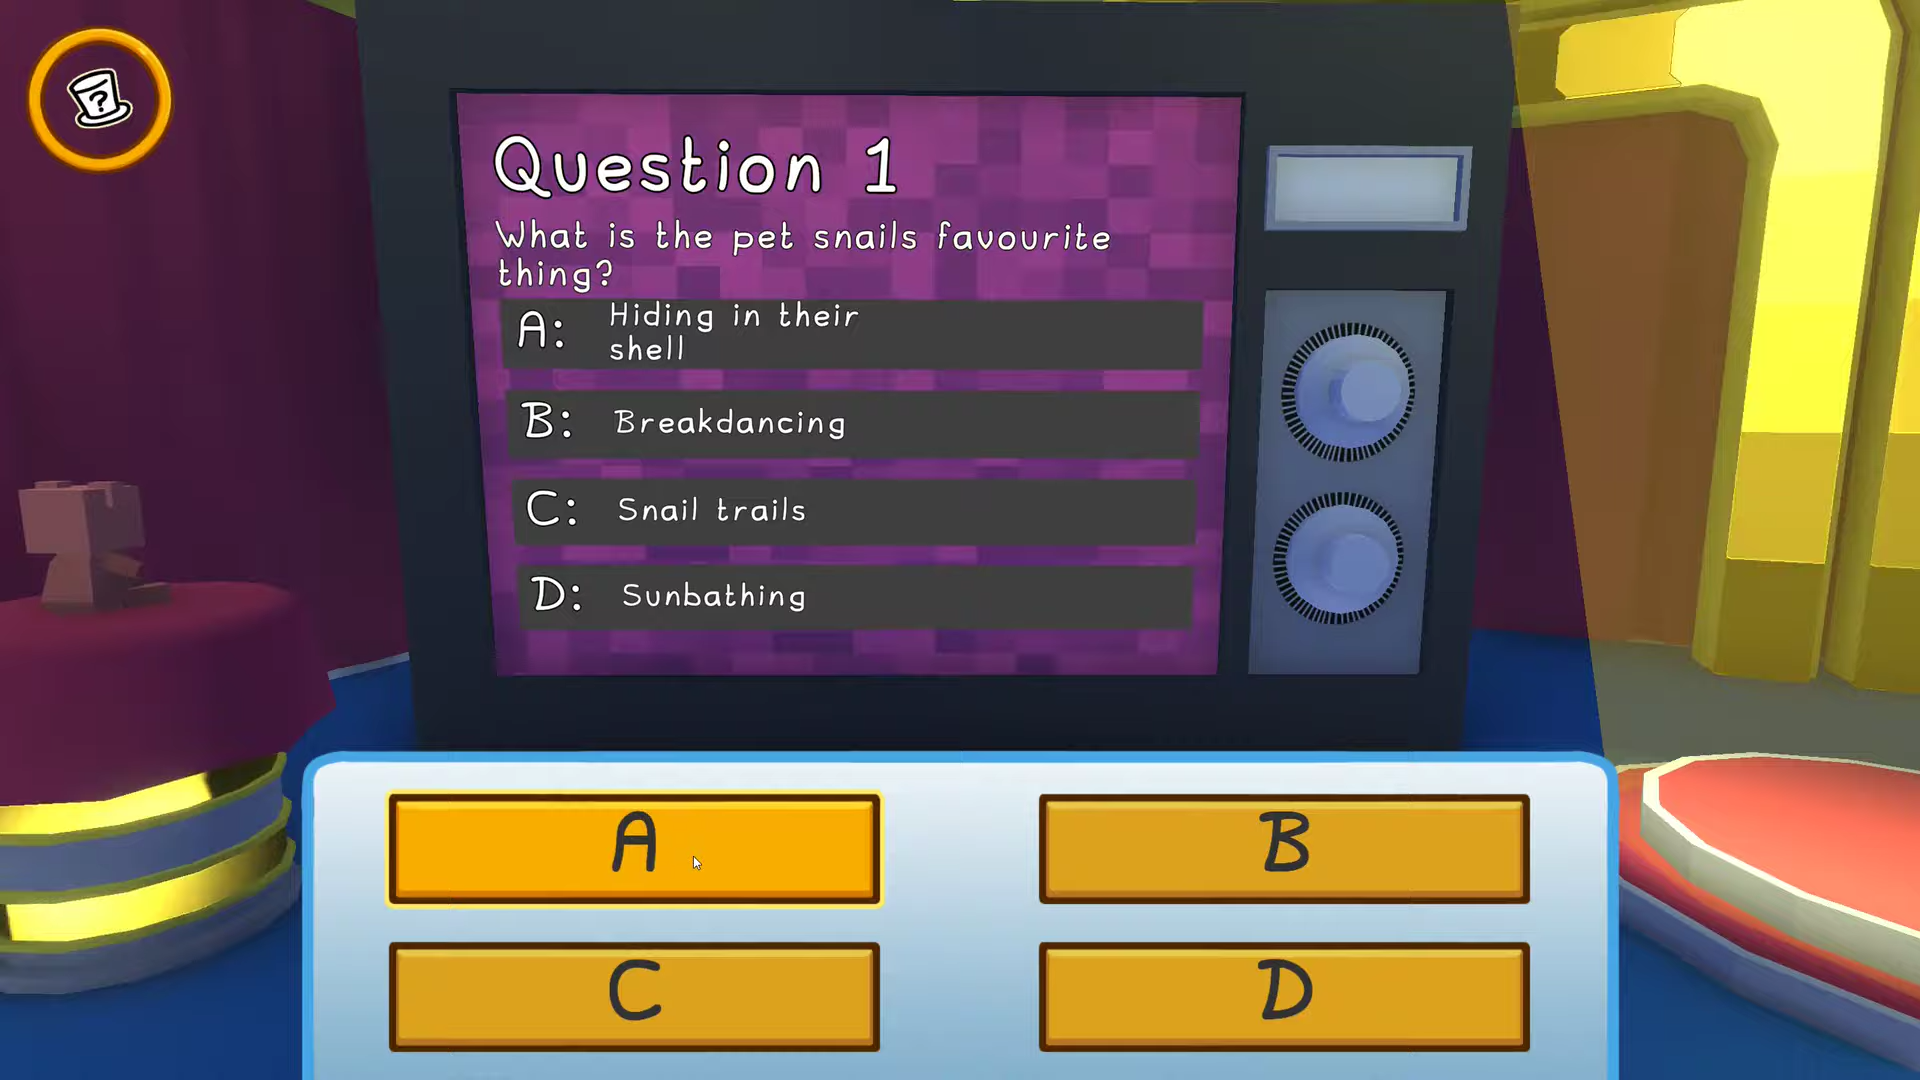 ?
Question 1
What is the pet snails favourite
thing?
A: Hiding in their
shell
B: Breakdancing
C: Snail trails
D: Sunbathing
A
B
C
D